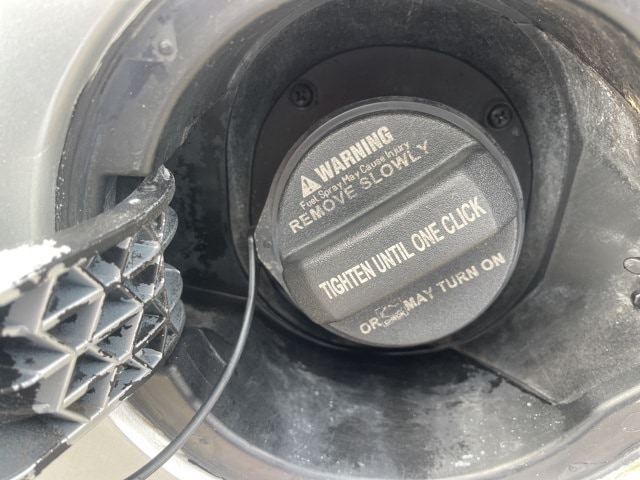 WARNING
Fuel Spray May Cause Injury
REMOVE SLOWLY
TIGHTEN UNTIL ONE CLICK
OR MAY TURN ON